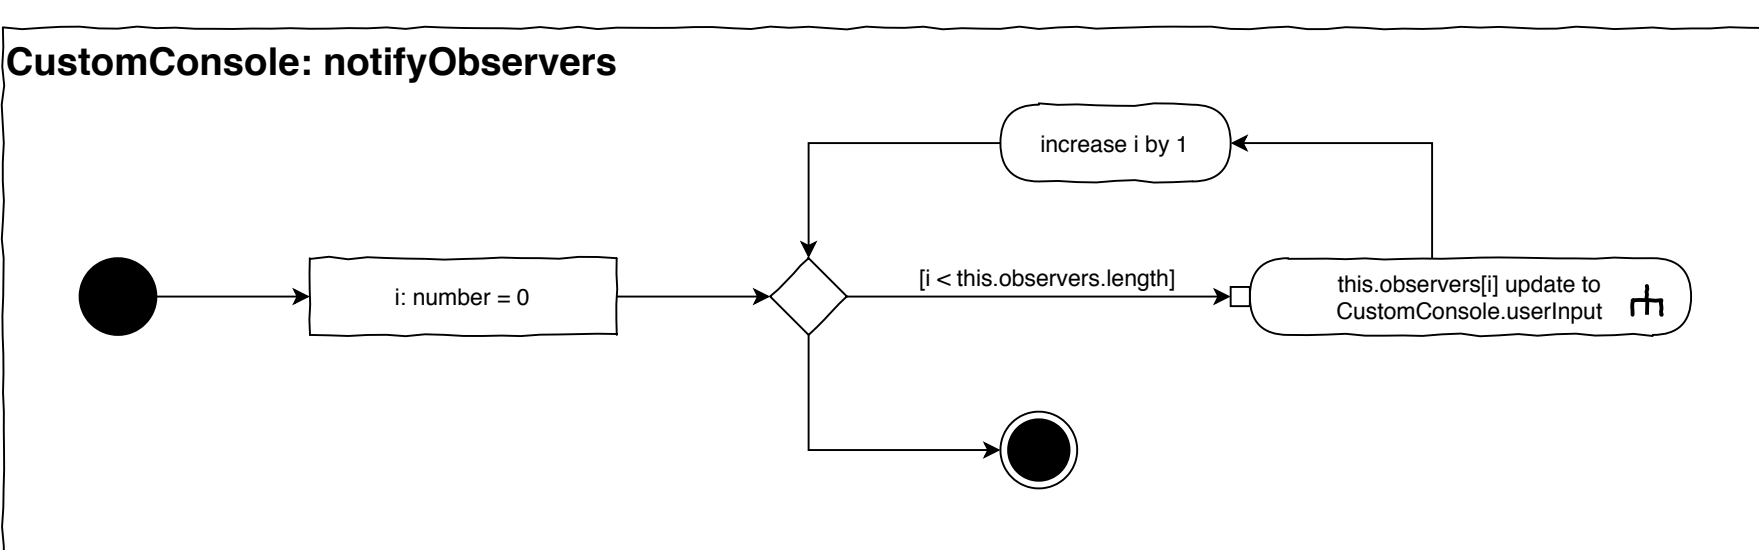 CustomConsole: notifyObservers
increase i by 1
i: number = 0
[i < this.observers.length]
this.observers[i] update to
CustomConsole.userInput